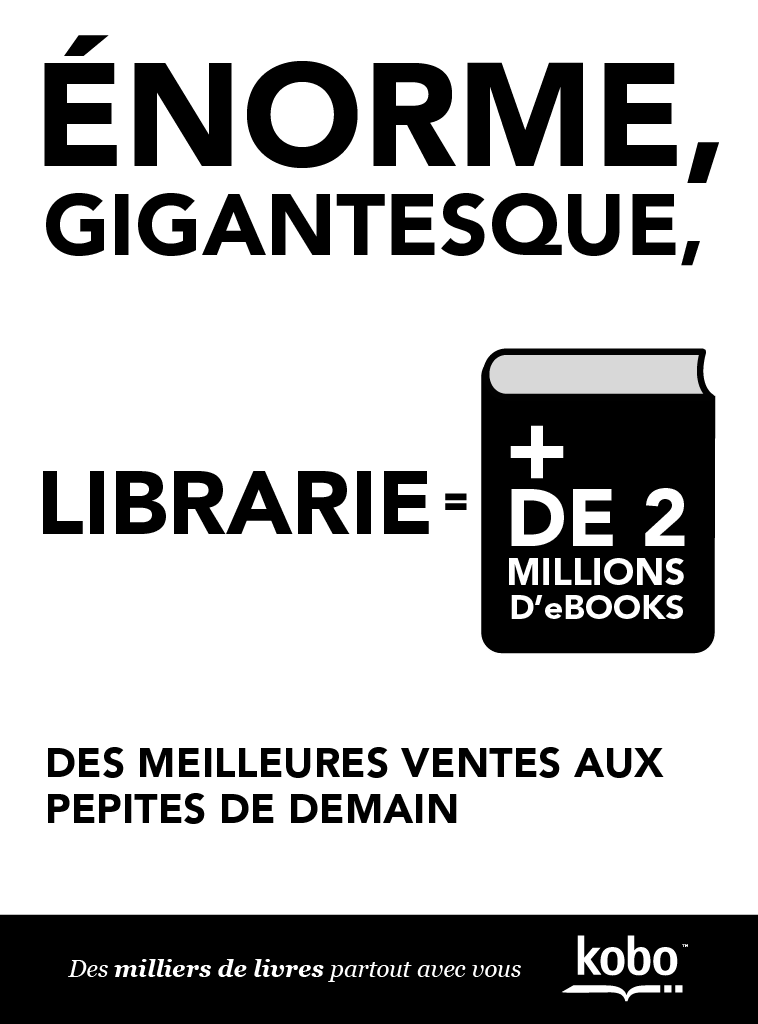 ÉNORME,
GIGANTESQUE,
LIBRARIE =
+
DE 2
MILLIONS
D'eBOOKS
DES MEILLEURES VENTES AUX
PEPITES DE DEMAIN
Des milliers de livres partout avec vous
kobo™